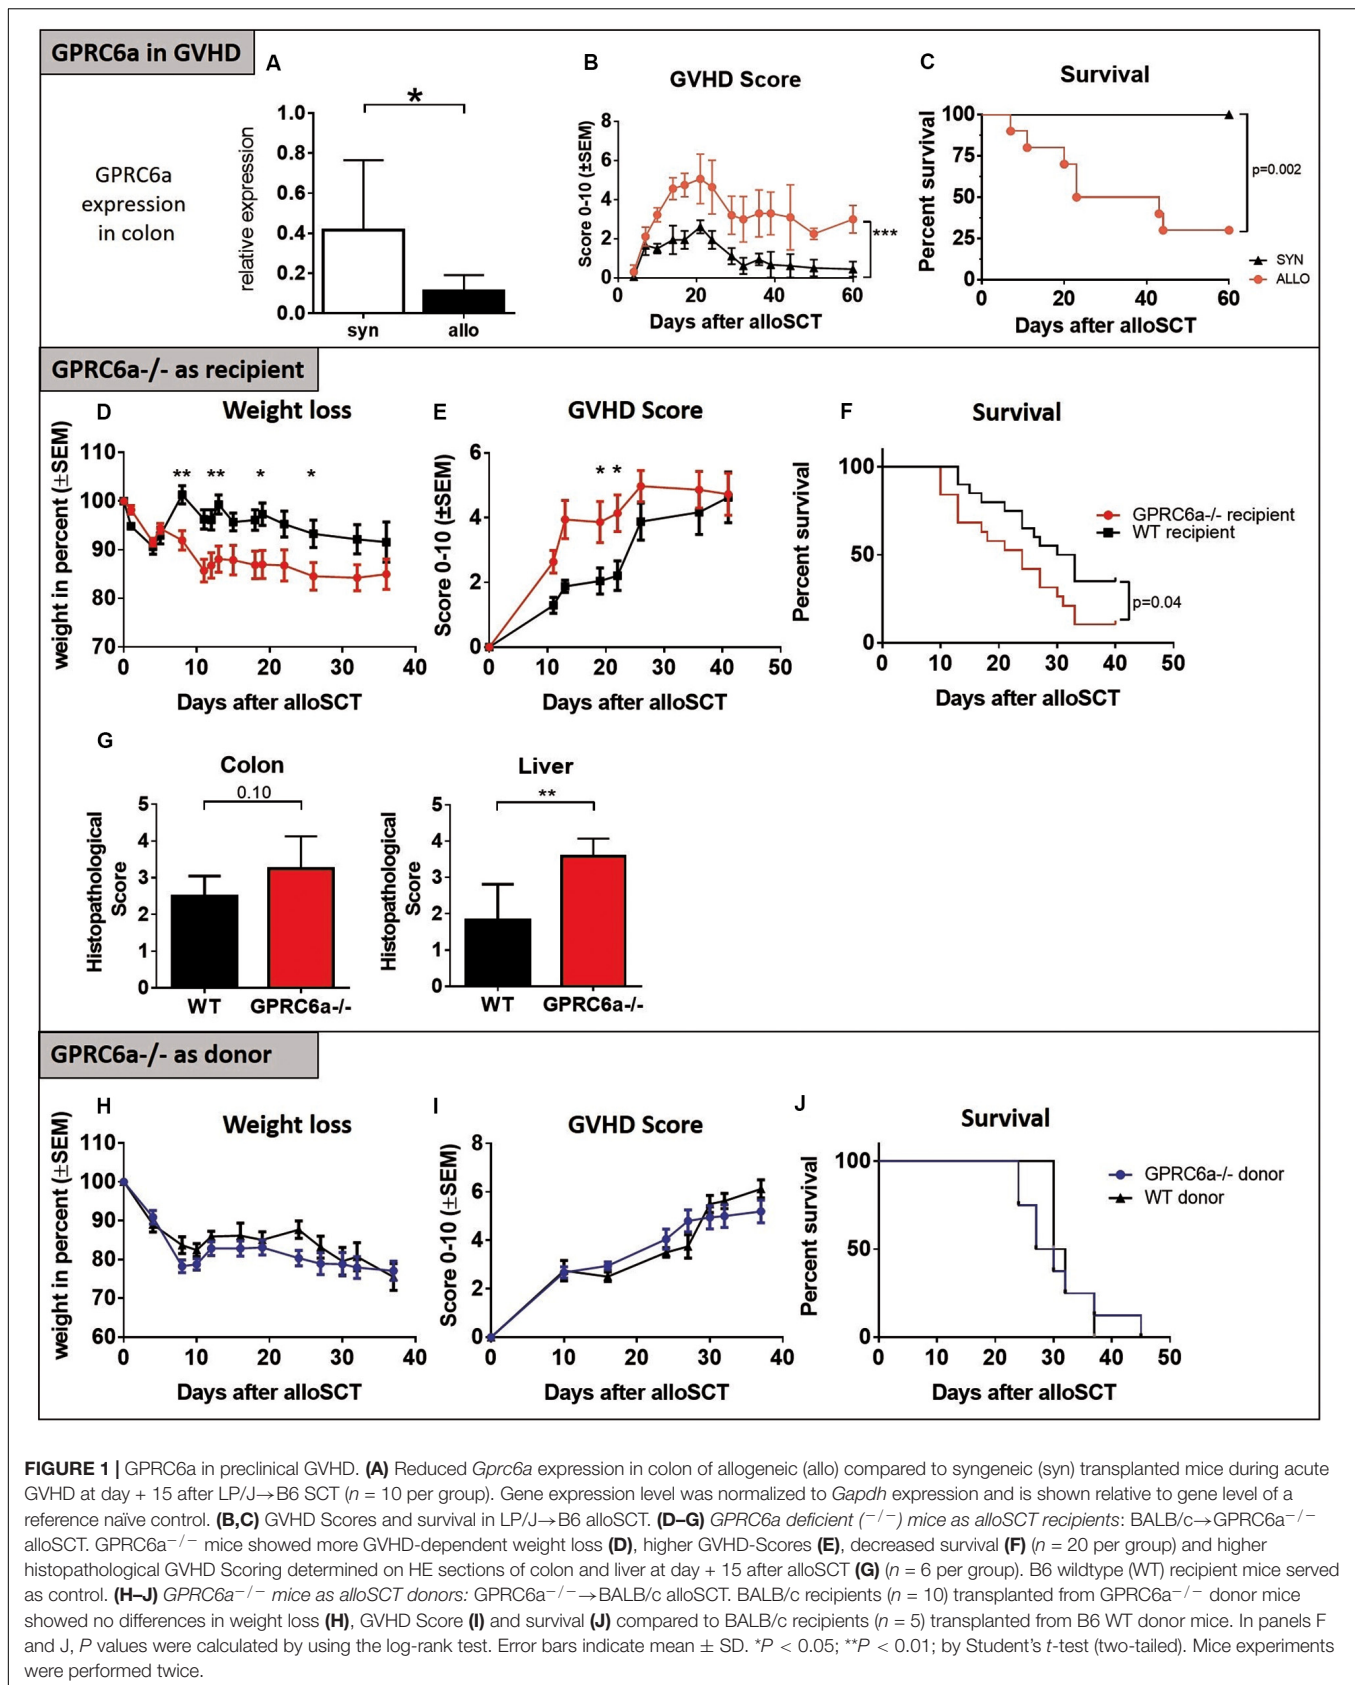 GPRC6a in GVHD
A
GPRC6a
expression
in colon
relative expression
1.0
0.8
0.6
0.4
0.2
0.0
*
syn
allo
B
GVHD Score
Score 0-10 (±SEM)
8
6
4
2
0
0
20
40
60
***
Days after alloSCT
C
Survival
Percent survival
100
75
50
25
0
0
20
40
60
p=0.002
SYN
ALLO
Days after alloSCT
GPRC6a-/- as recipient
D
Weight loss
weight in percent (±SEM)
110
100
90
80
70
** ** * *
0
10
20
30
40
Days after alloSCT
E
GVHD Score
Score 0-10 (±SEM)
6
4
2
0
* *
0
10
20
30
40
50
Days after alloSCT
F
Survival
Percent survival
100
50
0
GPRC6a-/- recipient
WT recipient
p=0.04
0
10
20
30
40
50
Days after alloSCT
G
Colon
0.10
Histopathological
Score
5
4
3
2
1
0
WT
GPRC6a-/-
Liver
**
Histopathological
Score
5
4
3
2
1
0
WT
GPRC6a-/-
GPRC6a-/- as donor
H
Weight loss
weight in percent (±SEM)
110
100
90
80
70
60
0
10
20
30
40
Days after alloSCT
I
GVHD Score
Score 0-10 (±SEM)
8
6
4
2
0
0
10
20
30
40
Days after alloSCT
J
Survival
Percent survival
100
50
0
GPRC6a-/- donor
WT donor
0
10
20
30
40
50
Days after alloSCT
FIGURE 1 | GPRC6a in preclinical GVHD. (A) Reduced Gprc6a expression in colon of allogeneic (allo) compared to syngeneic (syn) transplanted mice during acute
GVHD at day + 15 after LP/J→B6 SCT (n = 10 per group). Gene expression level was normalized to Gapdh expression and is shown relative to gene level of a
reference naïve control. (B,C) GVHD Scores and survival in LP/J→B6 alloSCT. (D–G) GPRC6a deficient (−/−) mice as alloSCT recipients: BALB/c→GPRC6a−/−
alloSCT. GPRC6a−/− mice showed more GVHD-dependent weight loss (D), higher GVHD-Scores (E), decreased survival (F) (n = 20 per group) and higher
histopathological GVHD Scoring determined on HE sections of colon and liver at day + 15 after alloSCT (G) (n = 6 per group). B6 wildtype (WT) recipient mice served
as control. (H–J) GPRC6a−/− mice as alloSCT donors: GPRC6a−/−→BALB/c alloSCT. BALB/c recipients (n = 10) transplanted from GPRC6a−/− donor mice
showed no differences in weight loss (H), GVHD Score (I) and survival (J) compared to BALB/c recipients (n = 5) transplanted from B6 WT donor mice. In panels F
and J, P values were calculated by using the log-rank test. Error bars indicate mean ± SD. *P < 0.05; **P < 0.01; by Student's t-test (two-tailed). Mice experiments
were performed twice.